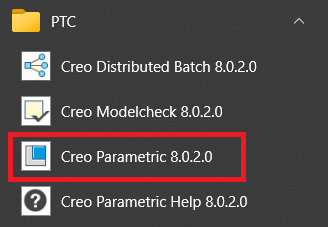 PTC
Creo Distributed Batch 8.0.2.0
Creo Modelcheck 8.0.2.0
Creo Parametric 8.0.2.0
Creo Parametric Help 8.0.2.0